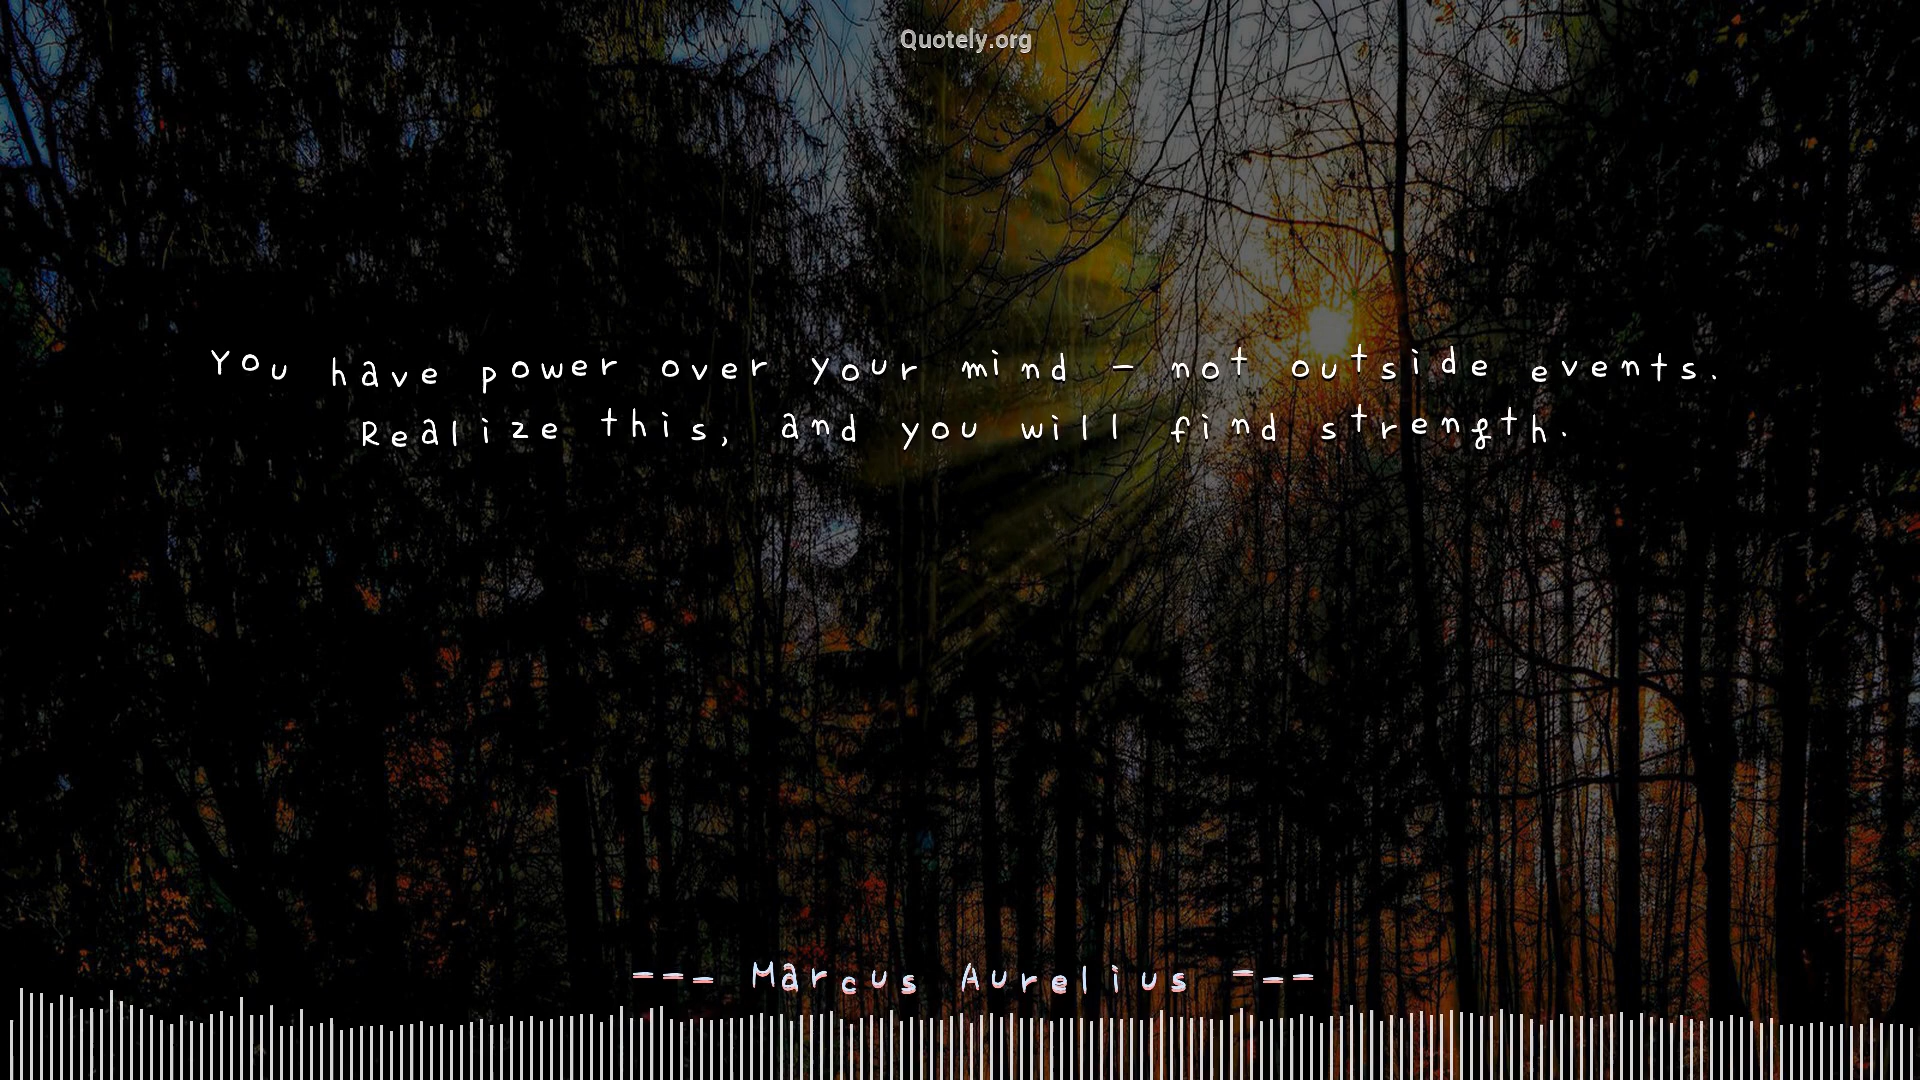 Quotely.org
You have power over your mind - not outside events.
Realize this, and you will find strength.
--- Marcus Aurelius ---